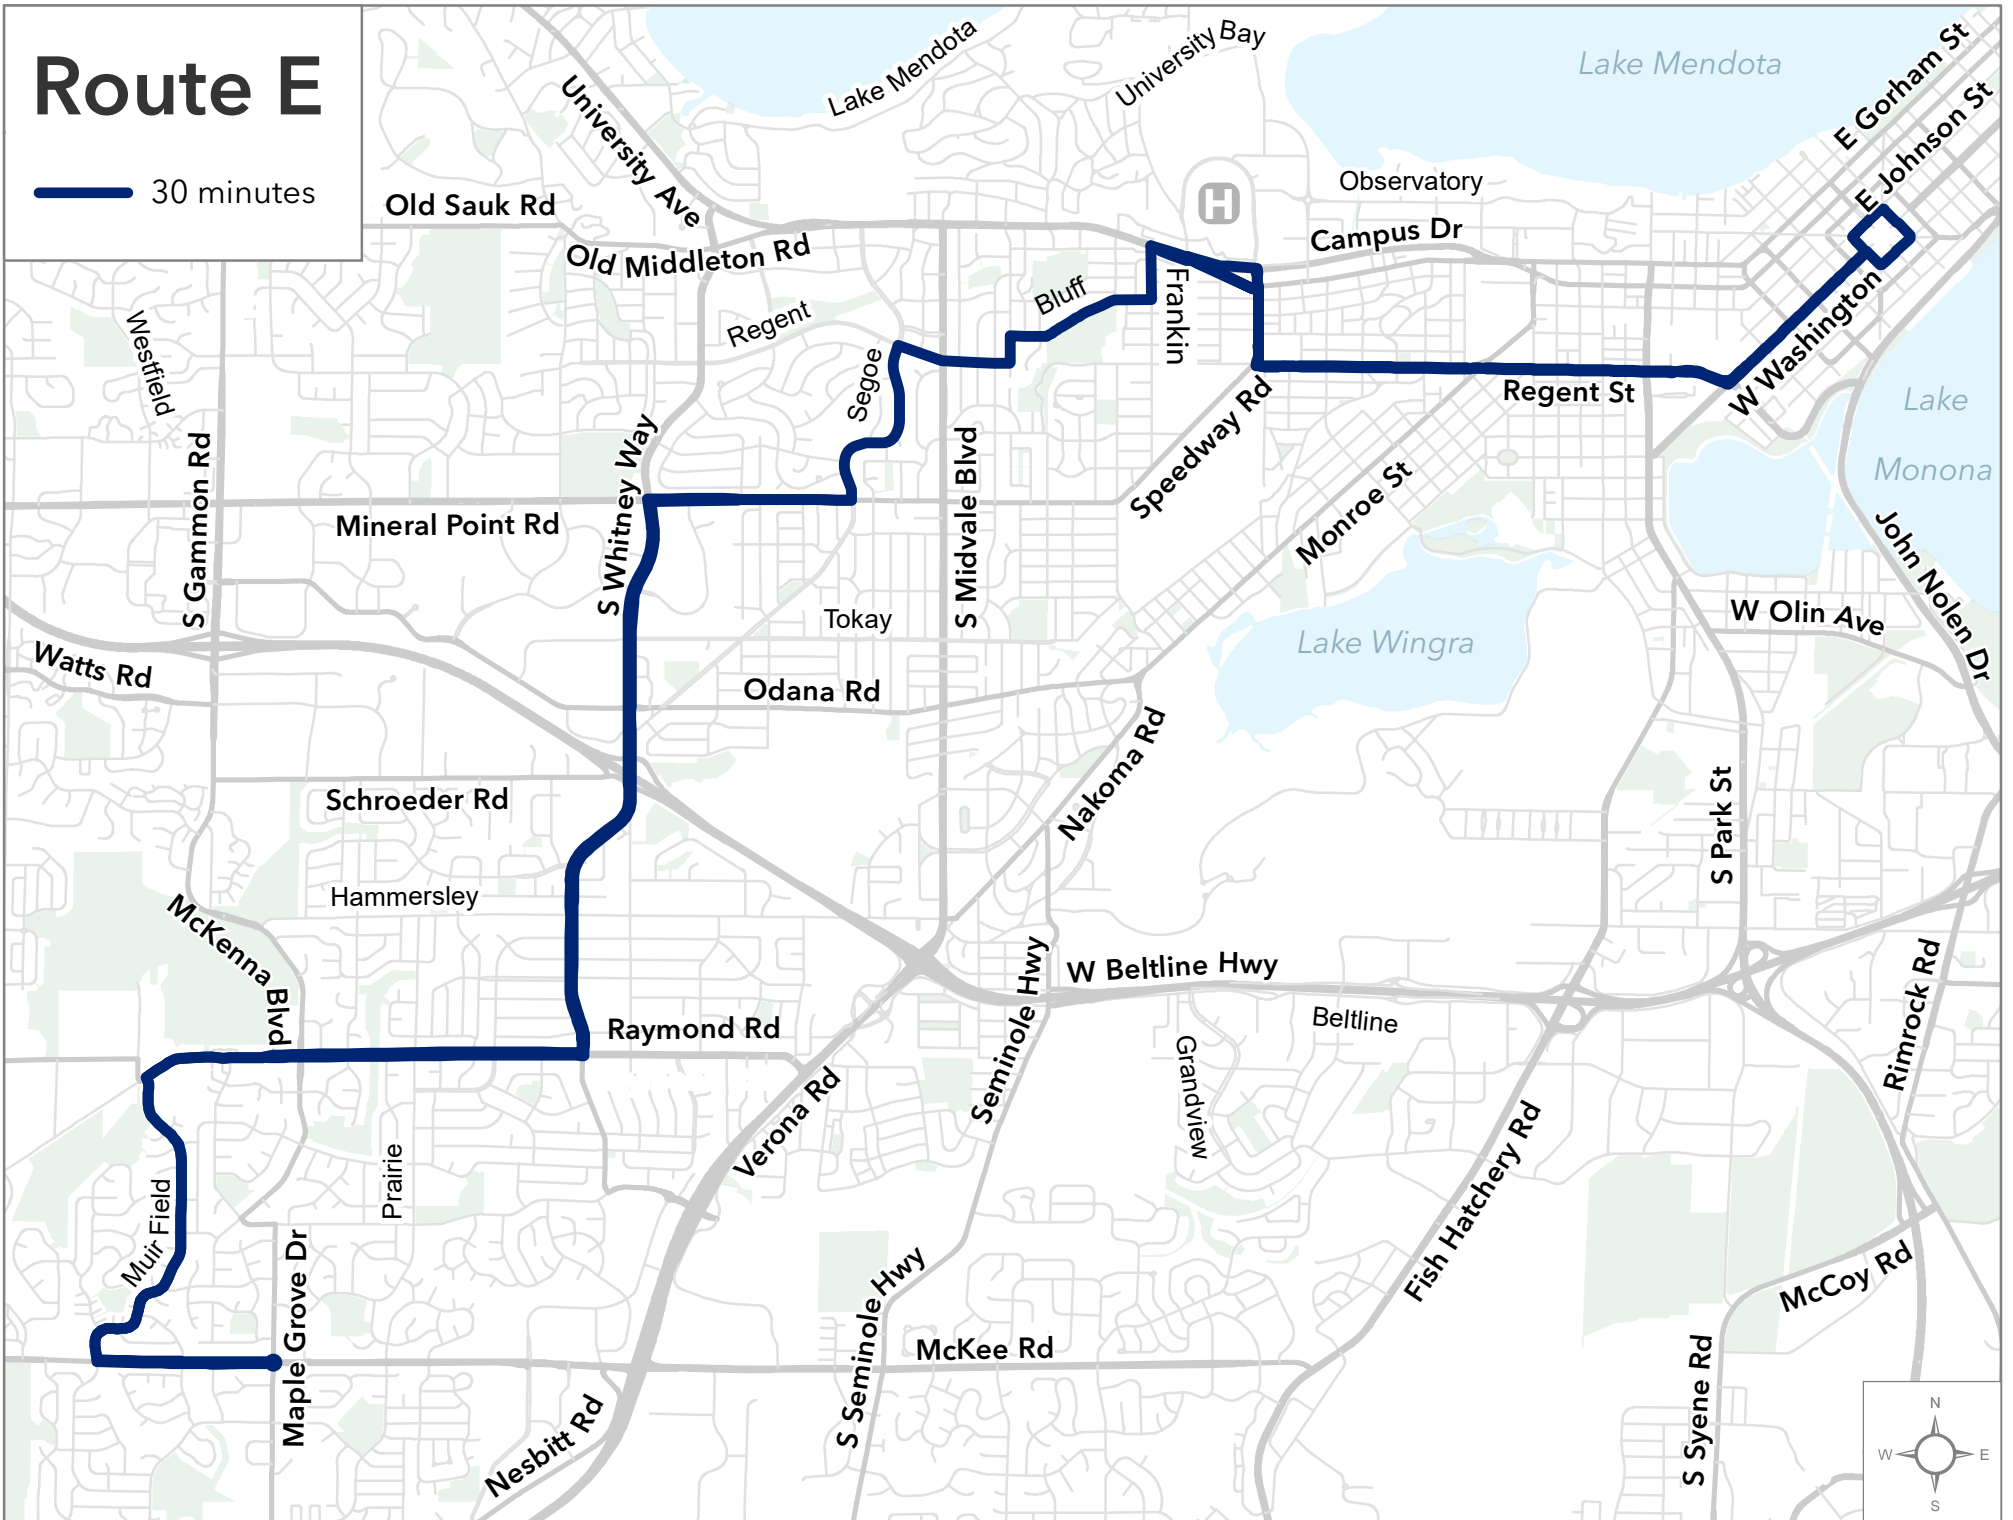 Route E
30 minutes
Lake Mendota
University Bay
Lake Mendota
E Gorham St
E Johnson St
University Ave
Old Sauk Rd
Old Middleton Rd
H
Observatory
Campus Dr
Westfield
Regent
Bluff
Frankin
Segoe
W Washington
Regent St
Lake
Monona
S Gammon Rd
Mineral Point Rd
S Whitney Way
S Midvale Blvd
Speedway Rd
Monroe St
John Nolen Dr
Tokay
Lake Wingra
W Olin Ave
Watts Rd
Odana Rd
Nakoma Rd
Schroeder Rd
S Park St
Hammersley
McKenna Blvd
Seminole Hwy
W Beltline Hwy
Beltline
Rimrock Rd
Raymond Rd
Verona Rd
Grandview
Fish Hatchery Rd
Prairie
Muir Field
Maple Grove Dr
S Seminole Hwy
McKee Rd
McCoy Rd
S Syene Rd
Nesbitt Rd
N
W E
S